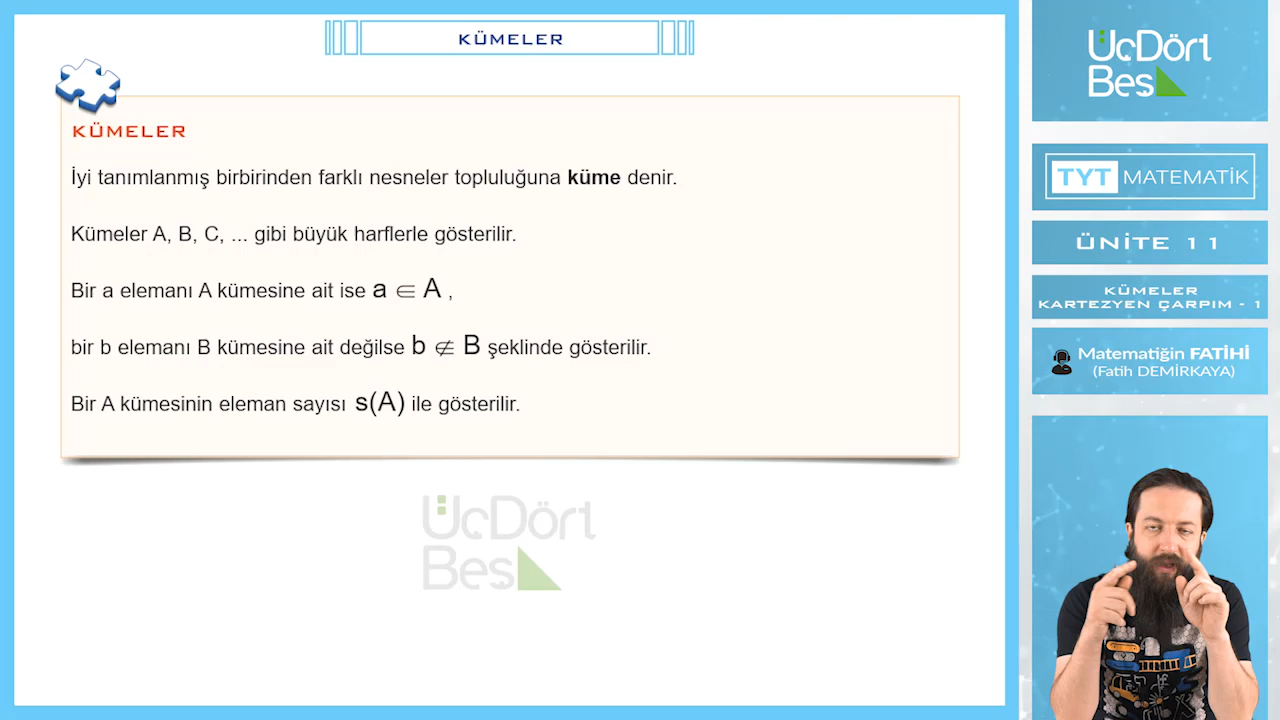 KÜMELER
KÜMELER
İyi tanımlanmış birbirinden farklı nesneler topluluğuna küme denir.
Kümeler A, B, C, ... gibi büyük harflerle gösterilir.
Bir a elemanı A kümesine ait ise a ∈ A ,
bir b elemanı B kümesine ait değilse b ∉ B şeklinde gösterilir.
Bir A kümesinin eleman sayısı s(A) ile gösterilir.
ÜçDört
Beş
ÜçDört
Beş
TYT MATEMATİK
ÜNİTE 11
KÜMELER
KARTEZYEN ÇARPIM - 1
Matematiğin FATİHİ
(Fatih DEMİRKAYA)